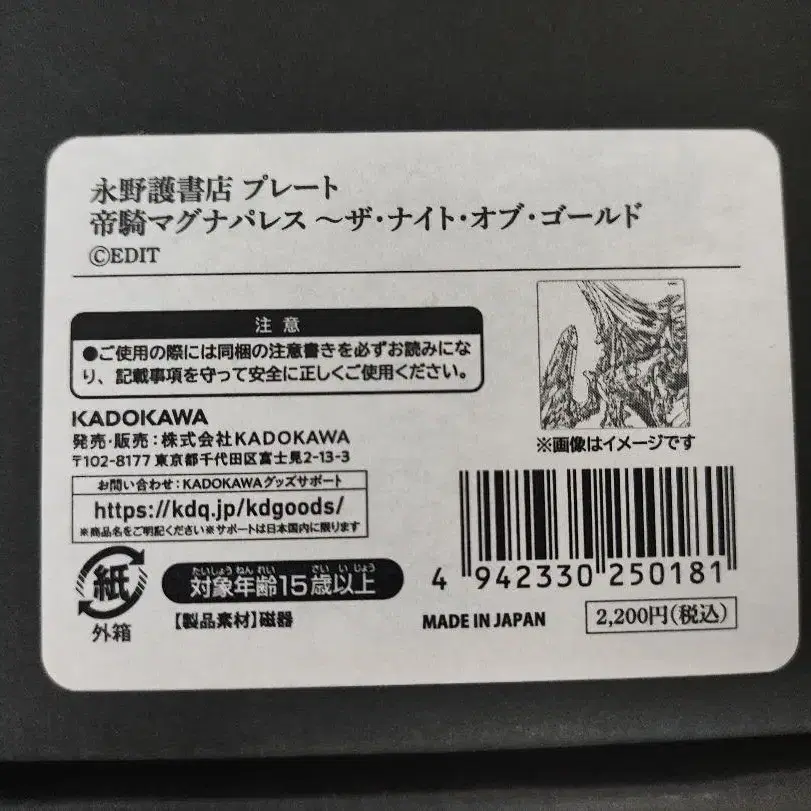 永野護書店 プレート
帝騎マグナパレス ～ザ・ナイト・オブ・ゴールド
©EDIT
注意
●ご使用の際には同梱の注意書きを必ずお読みにな
り、記載事項を守って安全に正しくご使用ください。
※画像はイメージです
KADOKAWA
発売・販売：株式会社KADOKAWA
〒102-8177 東京都千代田区富士見2-13-3
お問い合わせ：KADOKAWAグッズサポート
https://kdq.jp/kdgoods/
※商品名をご明記ください※サポートは日本国内に限ります
紙
外箱
たいしょうねんれい さいいじょう
対象年齢15歳以上
【製品素材】磁器
4 942330 250181
MADE IN JAPAN
2,200円(税込)